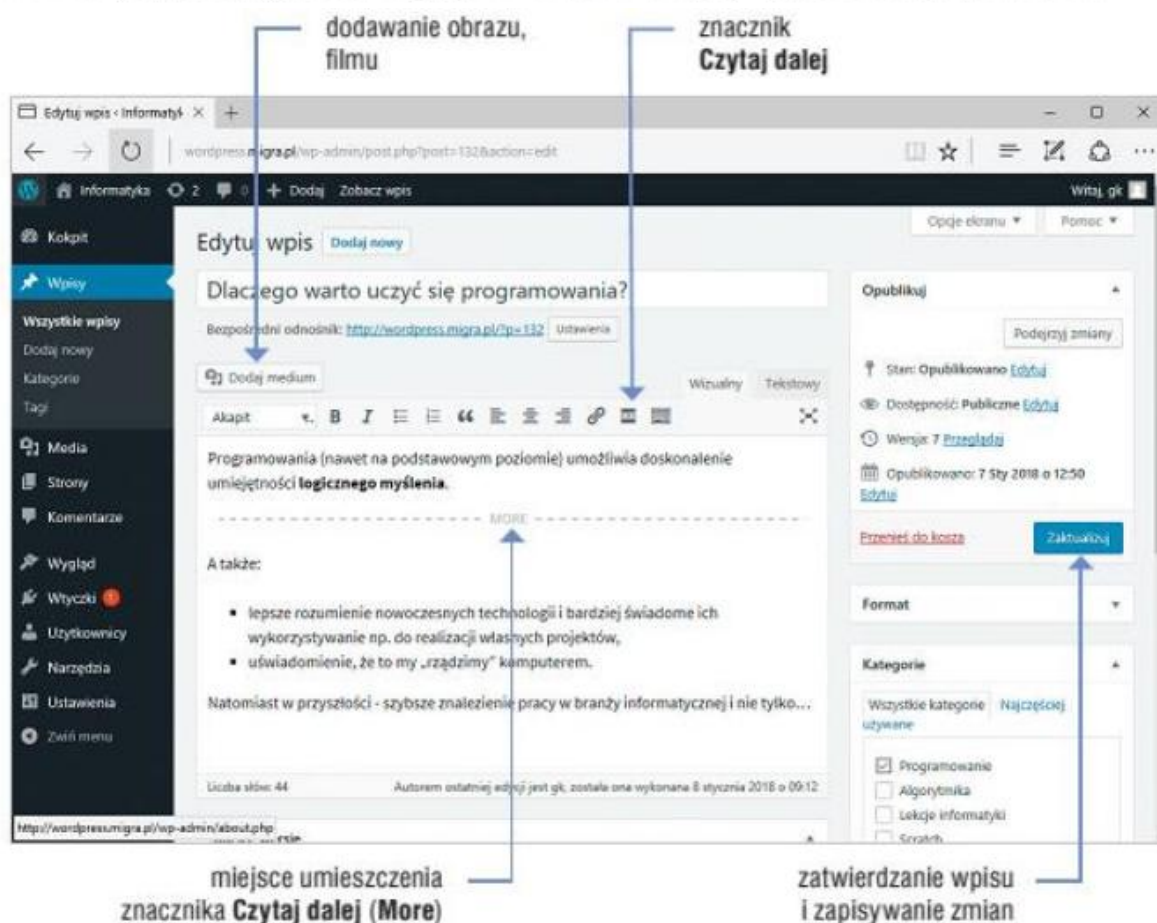 dodawanie obrazu,
filmu
znacznik
Czytaj dalej
Edytuj wpis ‹ Informatyk
wordpress.migra.pl/wp-admin/post.php?post=132&action=edit
Informatyka 2 0 + Dodaj Zobacz wpis Witaj, gk
Opcje ekranu Pomoc
Kokpit
Wpisy
Wszystkie wpisy
Dodaj nowy
Kategorie
Tagi
Media
Strony
Komentarze
Wygląd
Wtyczki 1
Użytkownicy
Narzędzia
Ustawienia
Zwiń menu
http://wordpress.migra.pl/wp-admin/about.php
Edytuj wpis Dodaj nowy
Dlaczego warto uczyć się programowania?
Bezpośredni odnośnik: http://wordpress.migra.pl/?p=132 Ustawienia
Dodaj medium Wizualny Tekstowy
Akapit B I
Programowania (nawet na podstawowym poziomie) umożliwia doskonalenie
umiejętności logicznego myślenia.
MORE
A także:
lepsze rozumienie nowoczesnych technologii i bardziej świadome ich
wykorzystywanie np. do realizacji własnych projektów,
uświadomienie, że to my „rządzimy” komputerem.
Natomiast w przyszłości - szybsze znalezienie pracy w branży informatycznej i nie tylko...
Liczba słów: 44 Autorem ostatniej edycji jest gk, została ona wykonana 8 stycznia 2018 o 09:12
Opublikuj
Podejrzyj zmiany
Stan: Opublikowano Edytuj
Dostępność: Publiczne Edytuj
Wersje: 7 Przeglądaj
Opublikowano: 7 Sty 2018 o 12:50
Edytuj
Przenieś do kosza Zaktualizuj
Format
Kategorie
Wszystkie kategorie Najczęściej
używane
Programowanie
Algorytmika
Lekcje informatyki
Scratch
miejsce umieszczenia
znacznika Czytaj dalej (More)
zatwierdzanie wpisu
i zapisywanie zmian